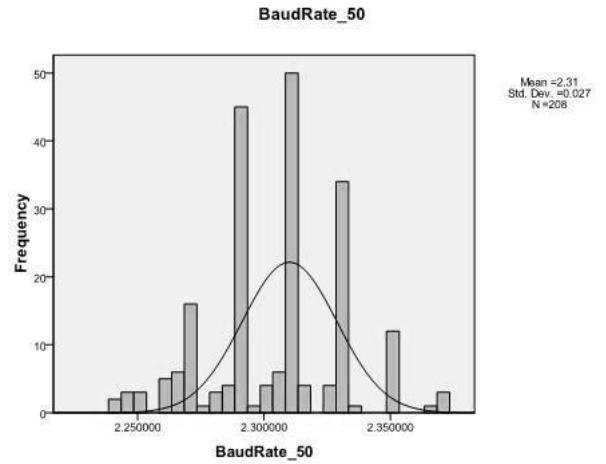 BaudRate_50
Mean =2.31
Std. Dev. =0.027
N =208
Frequency
50
40
30
20
10
0
2.250000 2.300000 2.350000
BaudRate_50